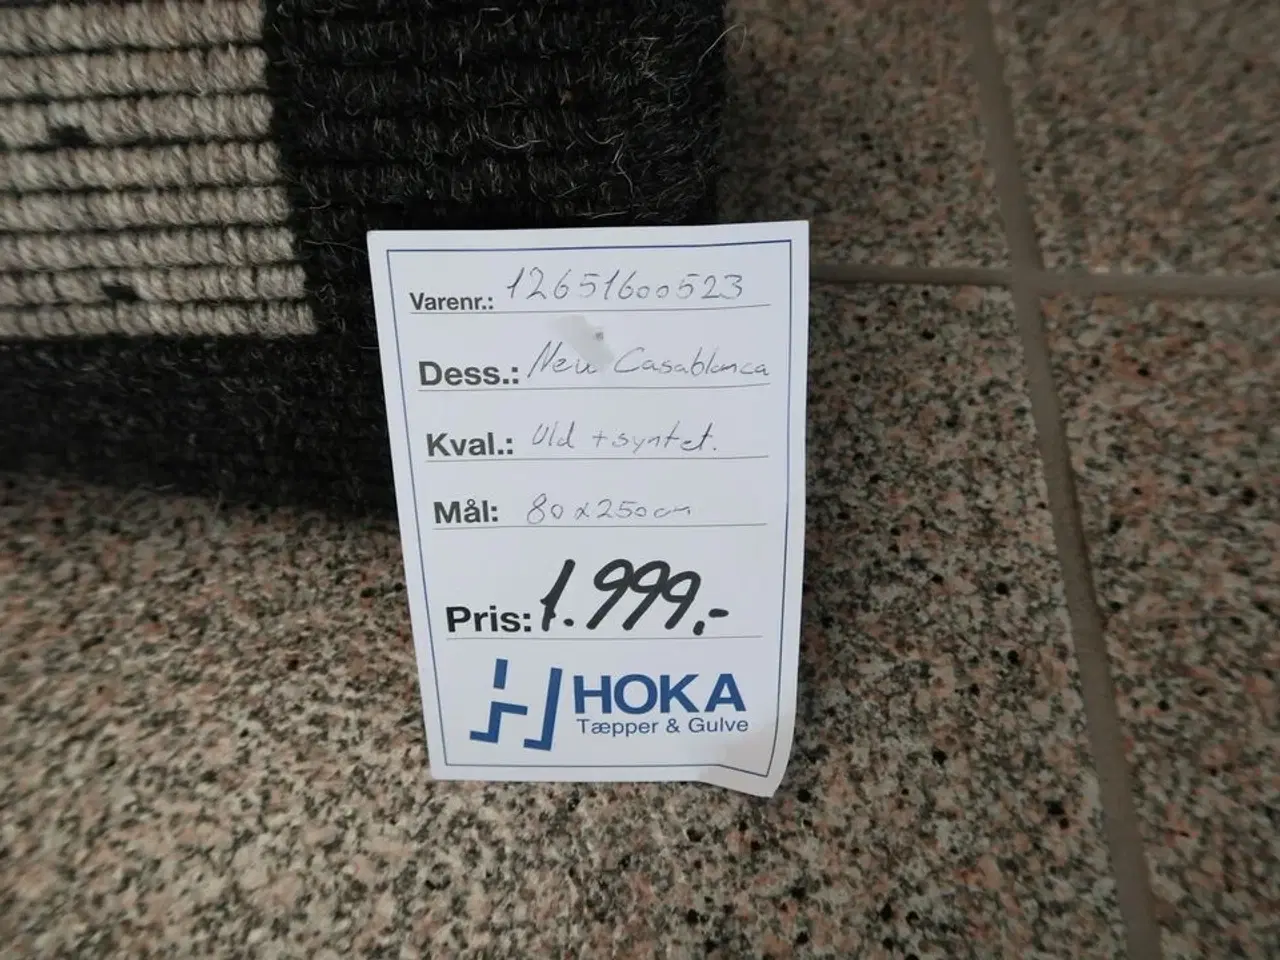 Varenr.: 12651600523
Dess.: New Casablanca
Kval.: Uld + syntet.
Mål: 80 x 250 cm
Pris: 1.999,-
HOKA
Tæpper & Gulve